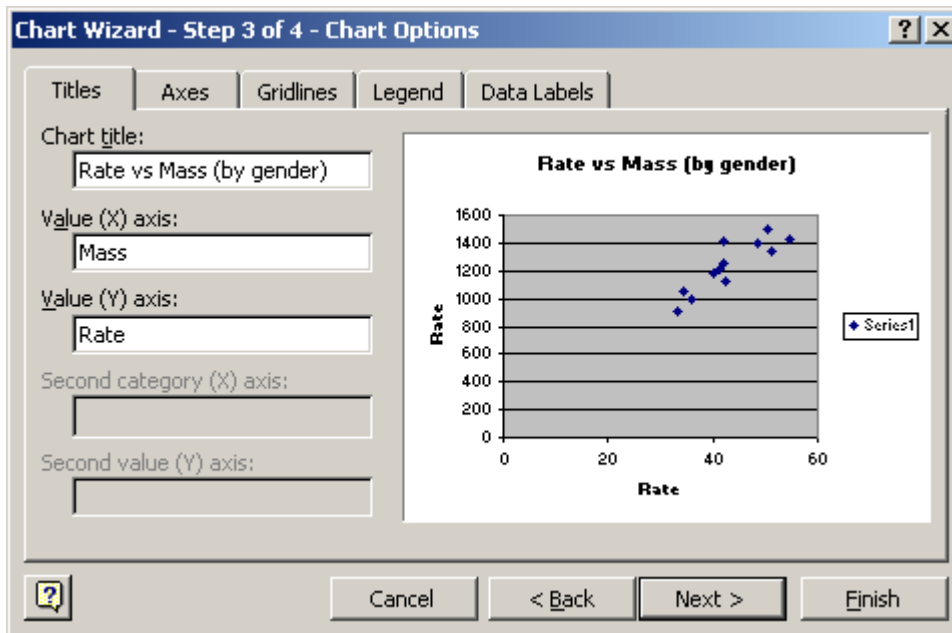 Chart Wizard - Step 3 of 4 - Chart Options
Titles Axes Gridlines Legend Data Labels
Chart title:
Rate vs Mass (by gender)
Value (X) axis:
Mass
Value (Y) axis:
Rate
Second category (X) axis:
Second value (Y) axis:
Rate vs Mass (by gender)
1600
1400
1200
1000
800
600
400
200
0
Rate
0 20 40 60
Rate
Series1
?
Cancel < Back Next > Finish